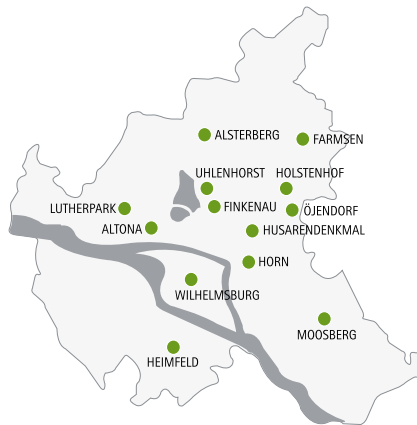 ALSTERBERG
FARMSEN
UHLENHORST
HOLSTENHOF
LUTHERPARK
FINKENAU
ÖJENDORF
ALTONA
HUSARENDENKMAL
HORN
WILHELMSBURG
MOOSBERG
HEIMFELD